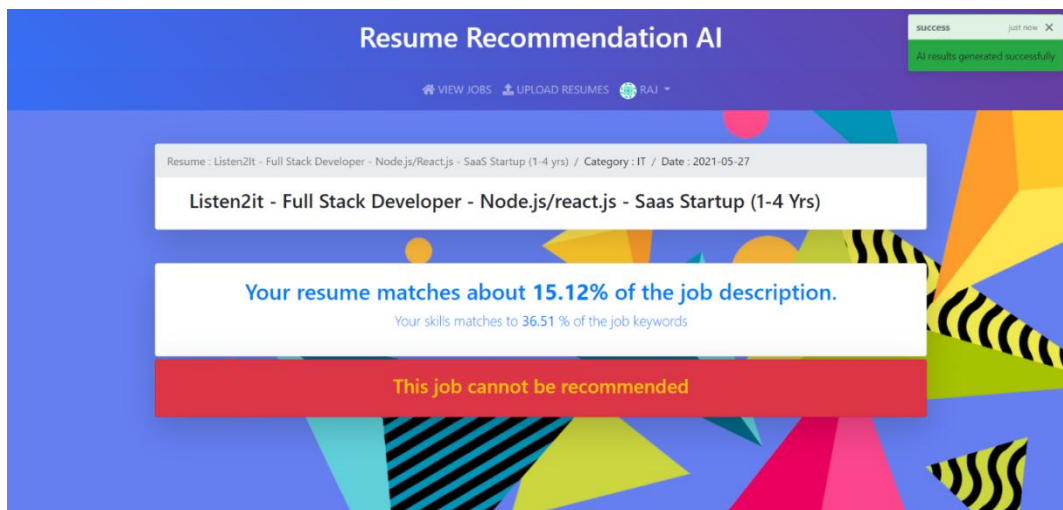 Resume Recommendation AI
success just now ✕
AI results generated successfully
VIEW JOBS UPLOAD RESUMES RAJ
Resume : Listen2It - Full Stack Developer - Node.js/React.js - SaaS Startup (1-4 yrs) / Category : IT / Date : 2021-05-27
Listen2it - Full Stack Developer - Node.js/react.js - Saas Startup (1-4 Yrs)
Your resume matches about 15.12% of the job description.
Your skills matches to 36.51 % of the job keywords
This job cannot be recommended